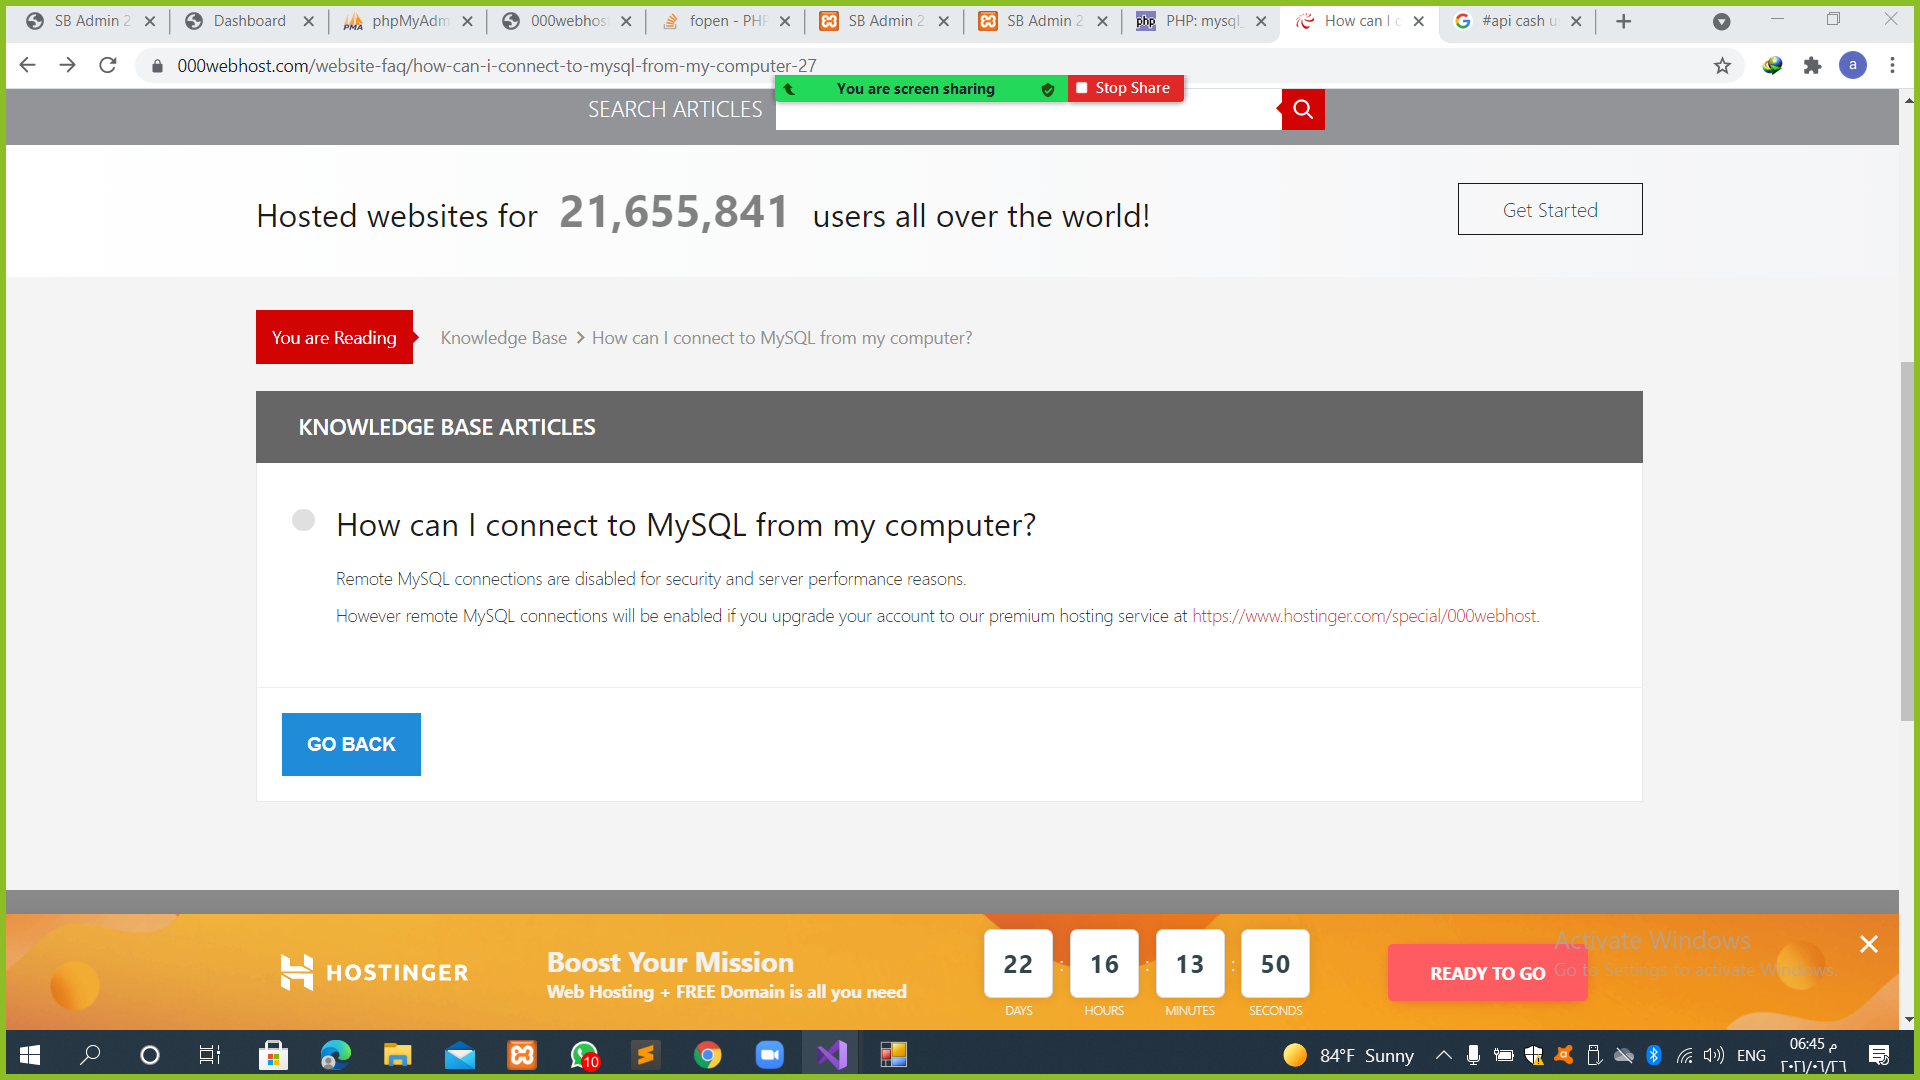 SB Admin 2
Dashboard
phpMyAdm
000webhost
fopen - PHP
SB Admin 2
SB Admin 2
PHP: mysql_
How can I c
#api cash u
000webhost.com/website-faq/how-can-i-connect-to-mysql-from-my-computer-27
a
You are screen sharing
Stop Share
SEARCH ARTICLES
Hosted websites for 21,655,841 users all over the world!
Get Started
You are Reading
Knowledge Base > How can I connect to MySQL from my computer?
KNOWLEDGE BASE ARTICLES
How can I connect to MySQL from my computer?
Remote MySQL connections are disabled for security and server performance reasons.
However remote MySQL connections will be enabled if you upgrade your account to our premium hosting service at https://www.hostinger.com/special/000webhost.
GO BACK
HOSTINGER
Boost Your Mission
Web Hosting + FREE Domain is all you need
22 : 16 : 13 : 50
DAYS HOURS MINUTES SECONDS
READY TO GO
Activate Windows
Go to Settings to activate Windows.
10
84°F Sunny
ENG
06:45 م
٢٠٢١/٠٦/٢٦